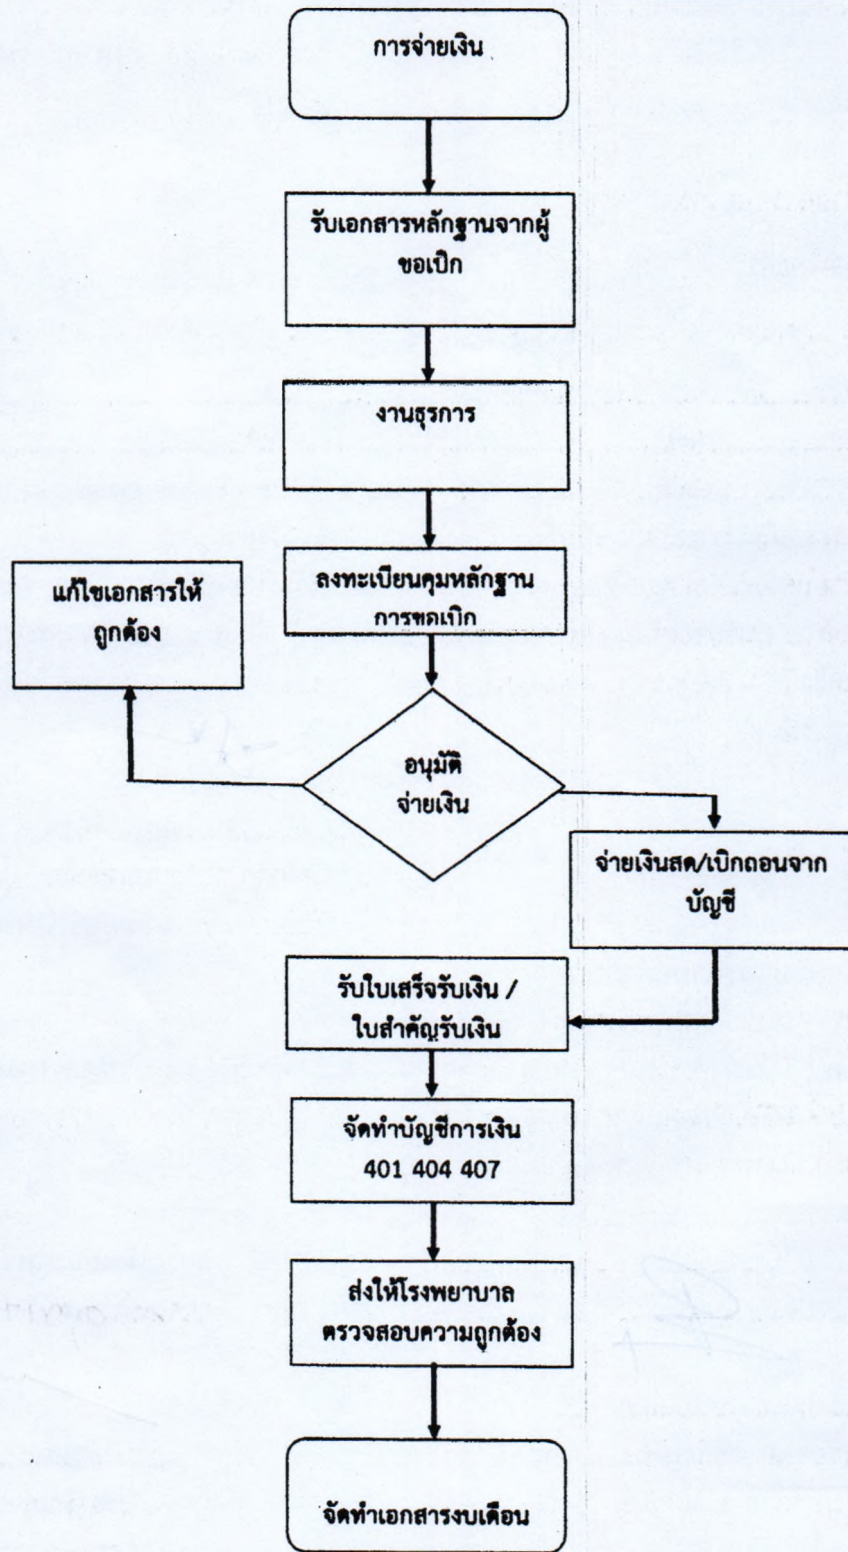 การจ่ายเงิน
รับเอกสารหลักฐานจากผู้
ขอเบิก
งานธุรการ
ลงทะเบียนคุมหลักฐาน
การขอเบิก
แก้ไขเอกสารให้
ถูกต้อง
อนุมัติ
จ่ายเงิน
จ่ายเงินสด/เบิกถอนจาก
บัญชี
รับใบเสร็จรับเงิน /
ใบสำคัญรับเงิน
จัดทำบัญชีการเงิน
401 404 407
ส่งให้โรงพยาบาล
ตรวจสอบความถูกต้อง
จัดทำเอกสารงบเดือน